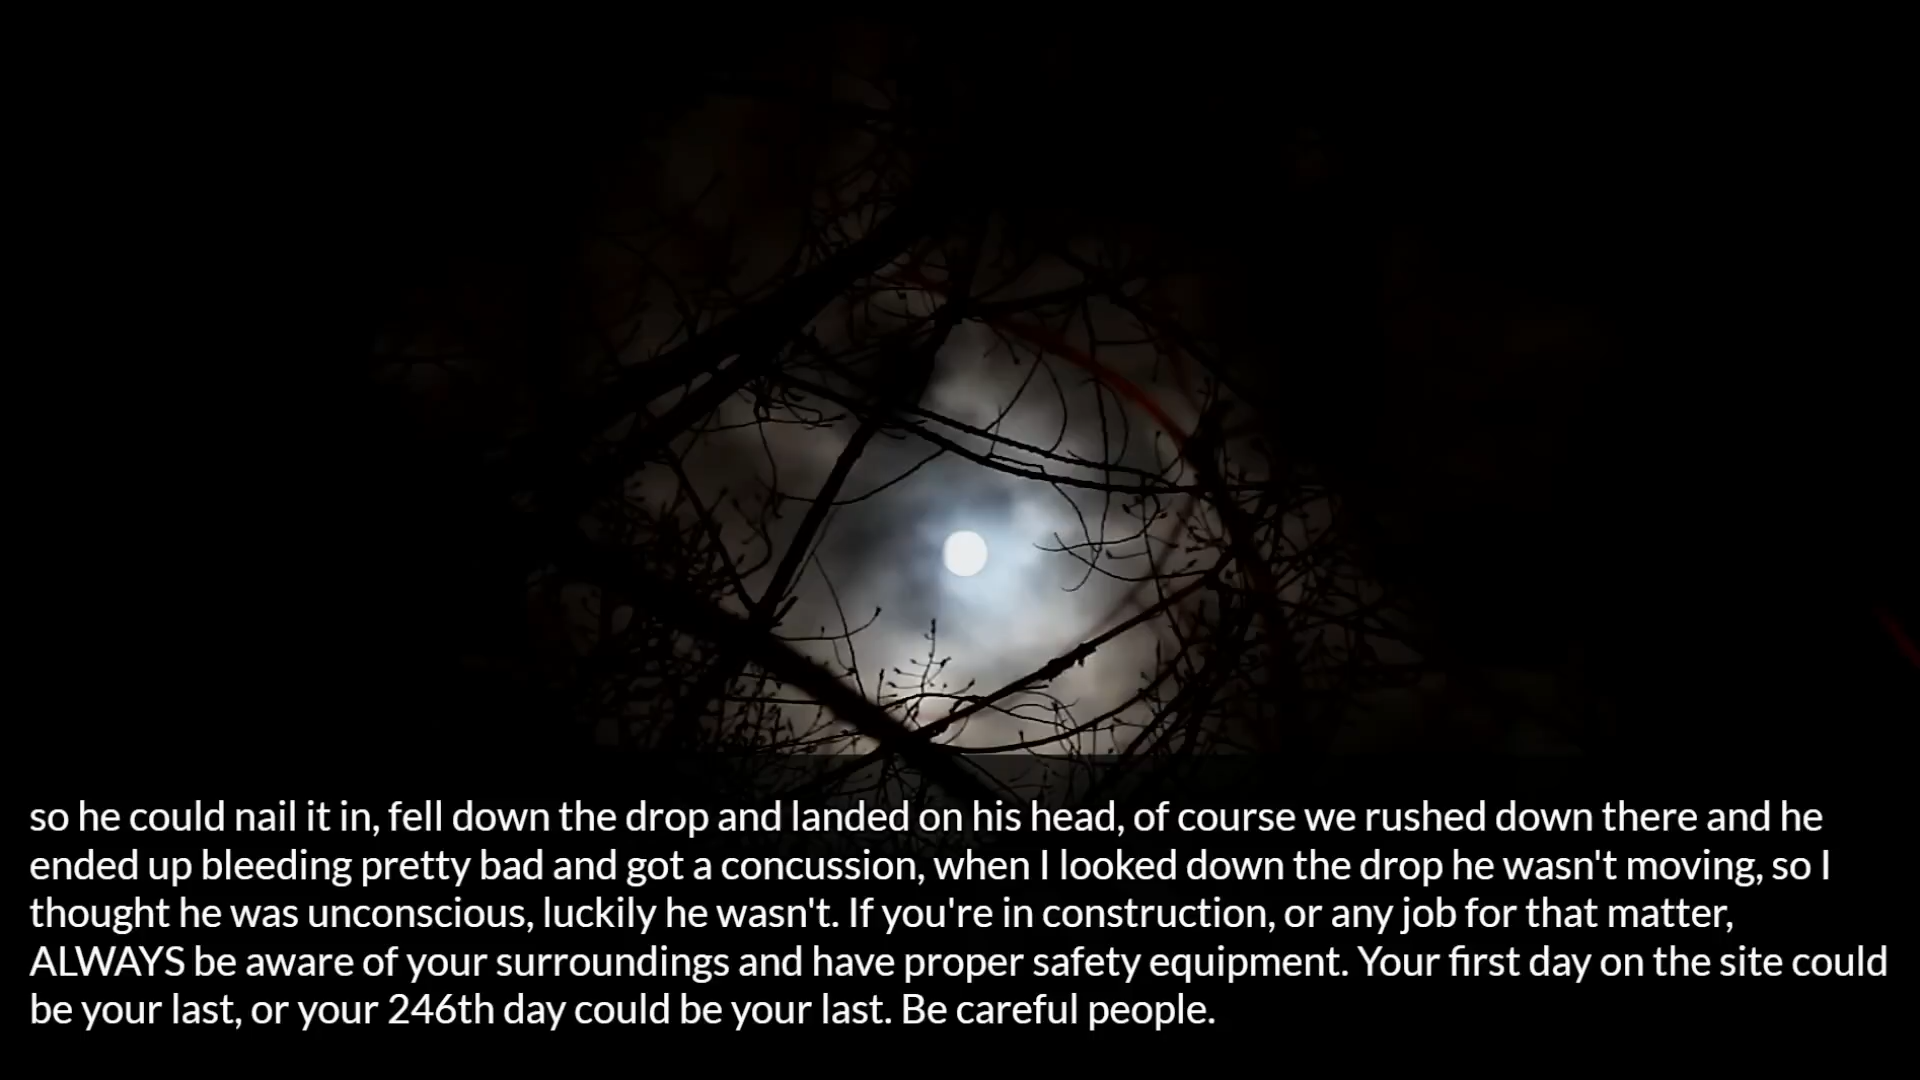 so he could nail it in, fell down the drop and landed on his head, of course we rushed down there and he
ended up bleeding pretty bad and got a concussion, when I looked down the drop he wasn't moving, so I
thought he was unconscious, luckily he wasn't. If you're in construction, or any job for that matter,
ALWAYS be aware of your surroundings and have proper safety equipment. Your first day on the site could
be your last, or your 246th day could be your last. Be careful people.